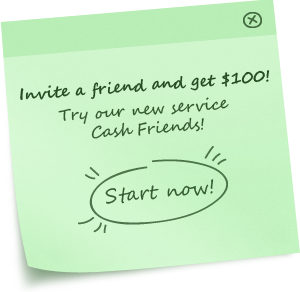 Invite a friend and get $100!
Try our new service
Cash Friends!
Start now!